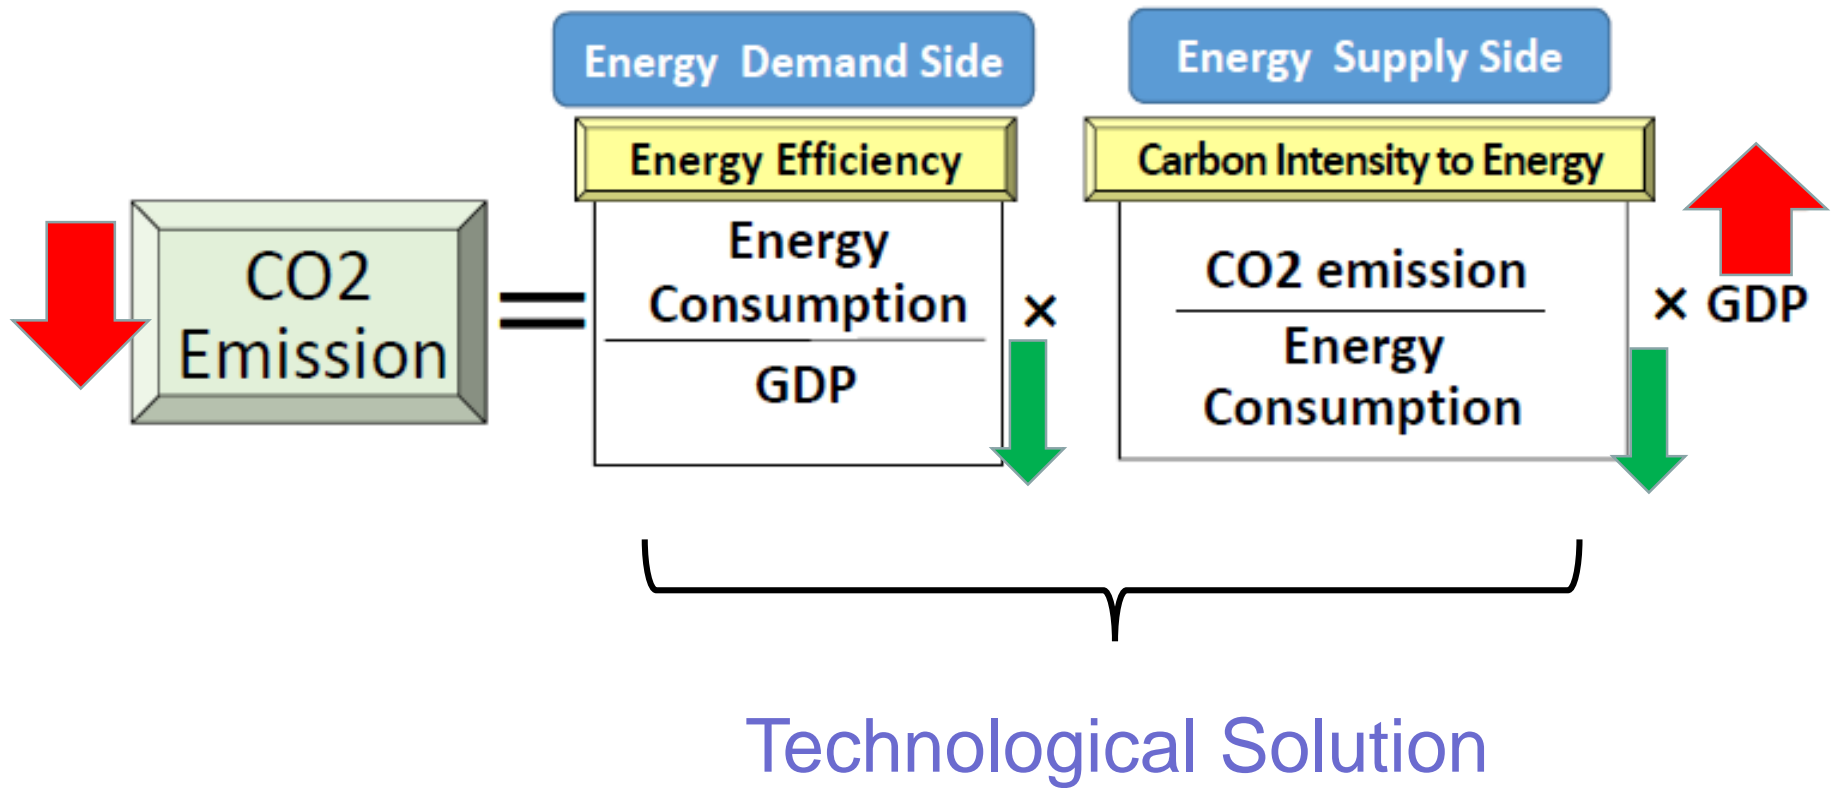 Energy Demand Side
Energy Supply Side
Energy Efficiency
Carbon Intensity to Energy
CO2
Emission
=
Energy
Consumption
GDP
×
CO2 emission
Energy
Consumption
× GDP
Technological Solution